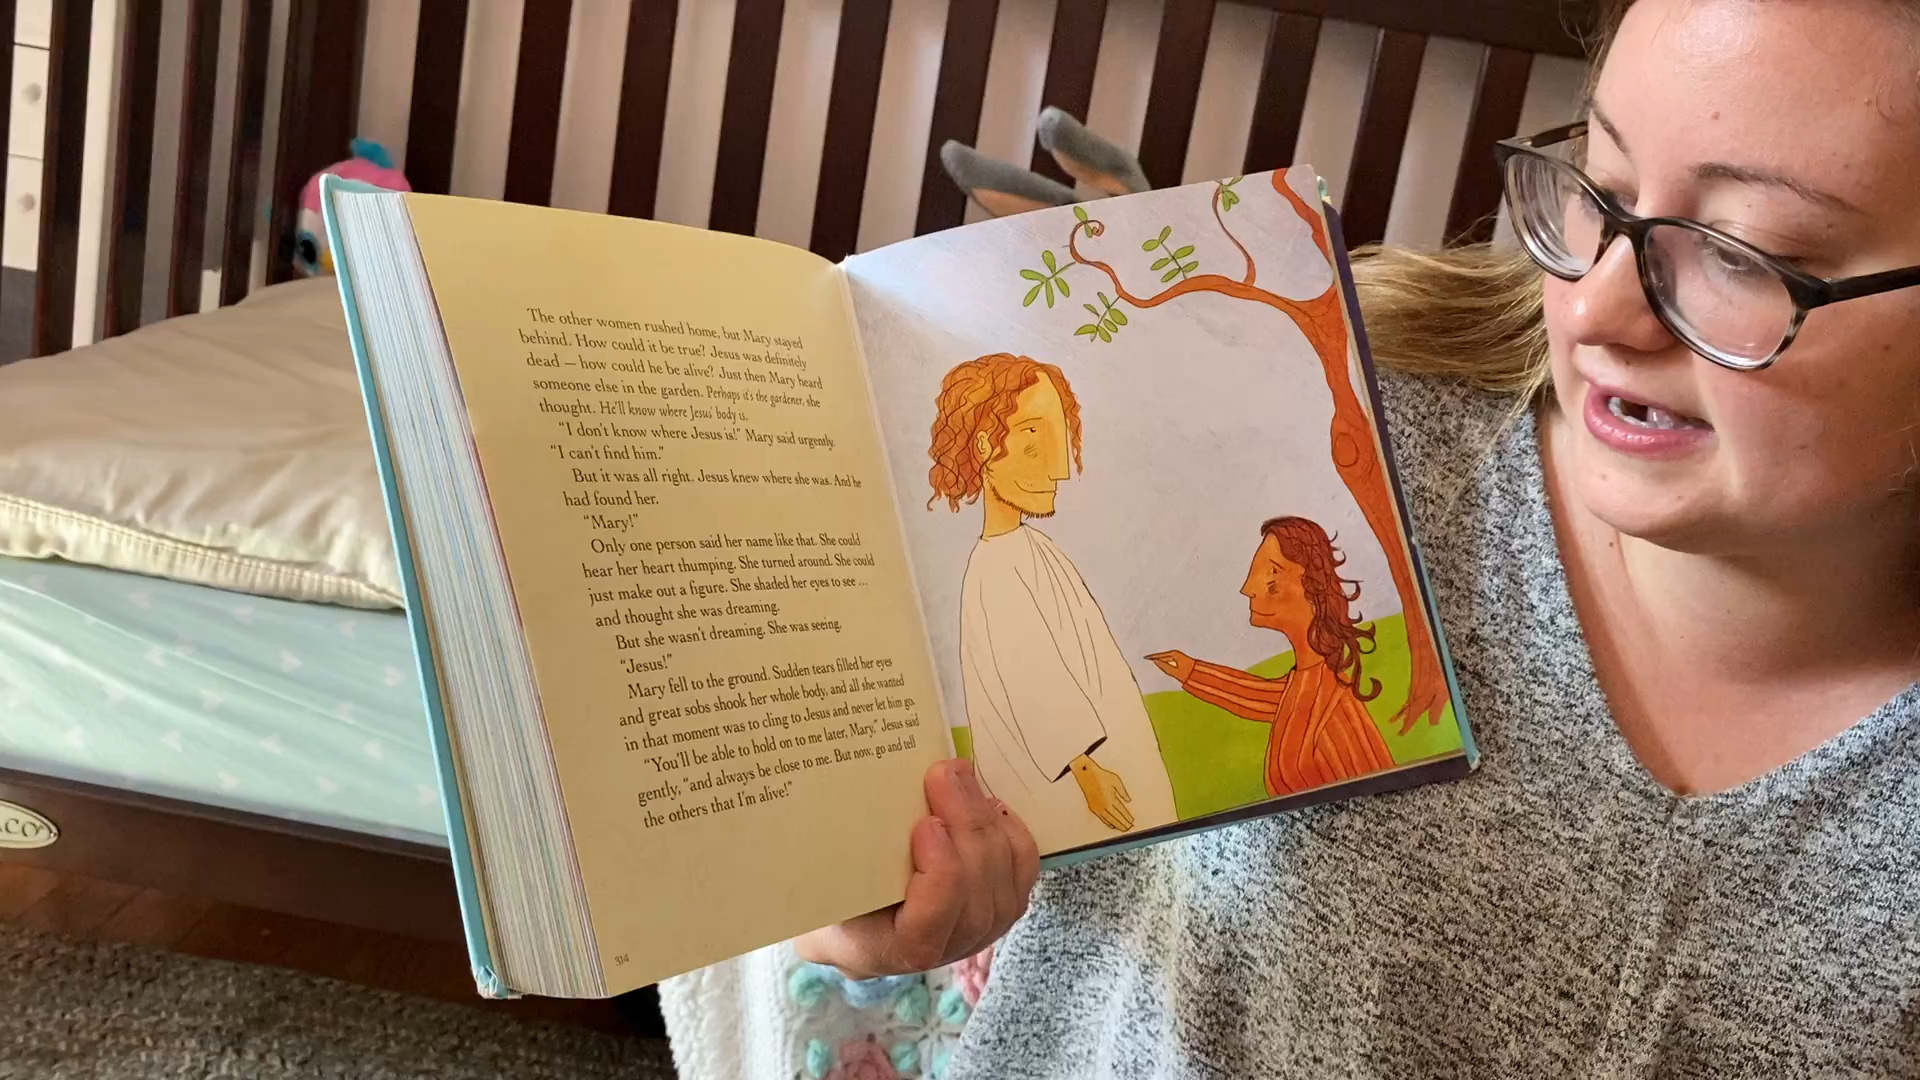 The other women rushed home, but Mary stayed
behind. How could it be true? Jesus was definitely
dead — how could he be alive? Just then Mary heard
someone else in the garden. Perhaps it's the gardener, she
thought. He'll know where Jesus' body is.
“I don't know where Jesus is!” Mary said urgently.
“I can't find him.”
But it was all right. Jesus knew where she was. And he
had found her.
“Mary!”
Only one person said her name like that. She could
hear her heart thumping. She turned around. She could
just make out a figure. She shaded her eyes to see ...
and thought she was dreaming.
But she wasn't dreaming. She was seeing.
“Jesus!”
Mary fell to the ground. Sudden tears filled her eyes
and great sobs shook her whole body, and all she wanted
in that moment was to cling to Jesus and never let him go.
“You'll be able to hold on to me later, Mary,” Jesus said
gently, “and always be close to me. But now, go and tell
the others that I'm alive!”
314